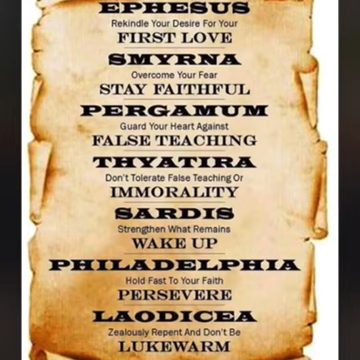 EPHESUS
Rekindle Your Desire For Your
FIRST LOVE
SMYRNA
Overcome Your Fear
STAY FAITHFUL
PERGAMUM
Guard Your Heart Against
FALSE TEACHING
THYATIRA
Don't Tolerate False Teaching Or
IMMORALITY
SARDIS
Strengthen What Remains
WAKE UP
PHILADELPHIA
Hold Fast To Your Faith
PERSEVERE
LAODICEA
Zealously Repent And Don't Be
LUKEWARM